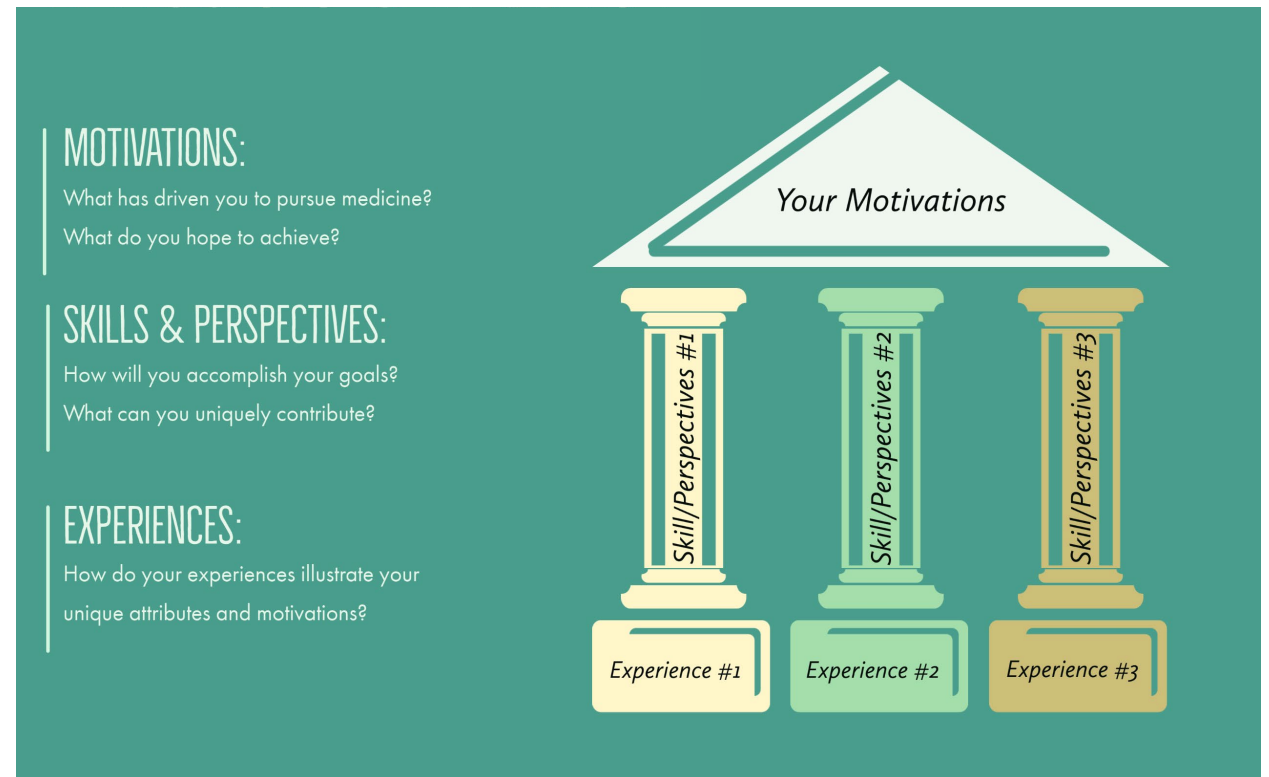 MOTIVATIONS:
What has driven you to pursue medicine?
What do you hope to achieve?
SKILLS & PERSPECTIVES:
How will you accomplish your goals?
What can you uniquely contribute?
EXPERIENCES:
How do your experiences illustrate your
unique attributes and motivations?
Your Motivations
Skill/Perspectives #1
Skill/Perspectives #2
Skill/Perspectives #3
Experience #1
Experience #2
Experience #3